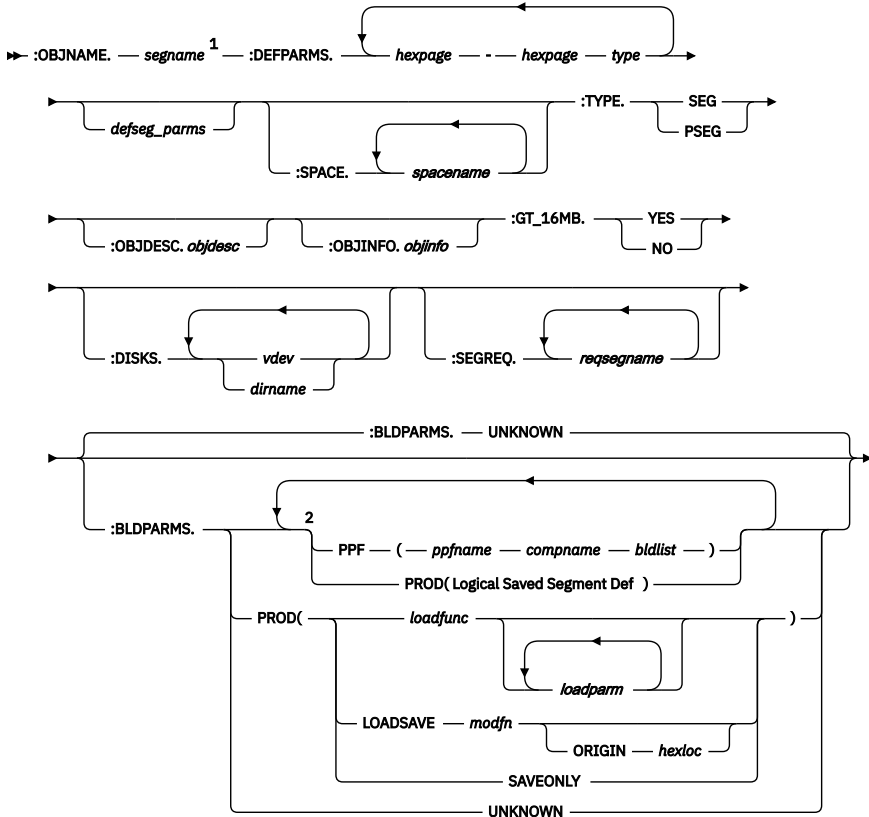 :OBJNAME. segname 1 :DEFPARMS. hexpage - hexpage type
defseg_parms :SPACE. spacename :TYPE. SEG PSEG
:OBJDESC. objdesc :OBJINFO. objinfo :GT_16MB. YES NO
:DISKS. vdev dirname :SEGREQ. reqsegname
:BLDPARMS. UNKNOWN
:BLDPARMS. 2
PPF ( ppfname compname bldlist )
PROD( Logical Saved Segment Def )
PROD( loadfunc )
loadparm
LOADSAVE modfn
ORIGIN hexloc
SAVEONLY
UNKNOWN